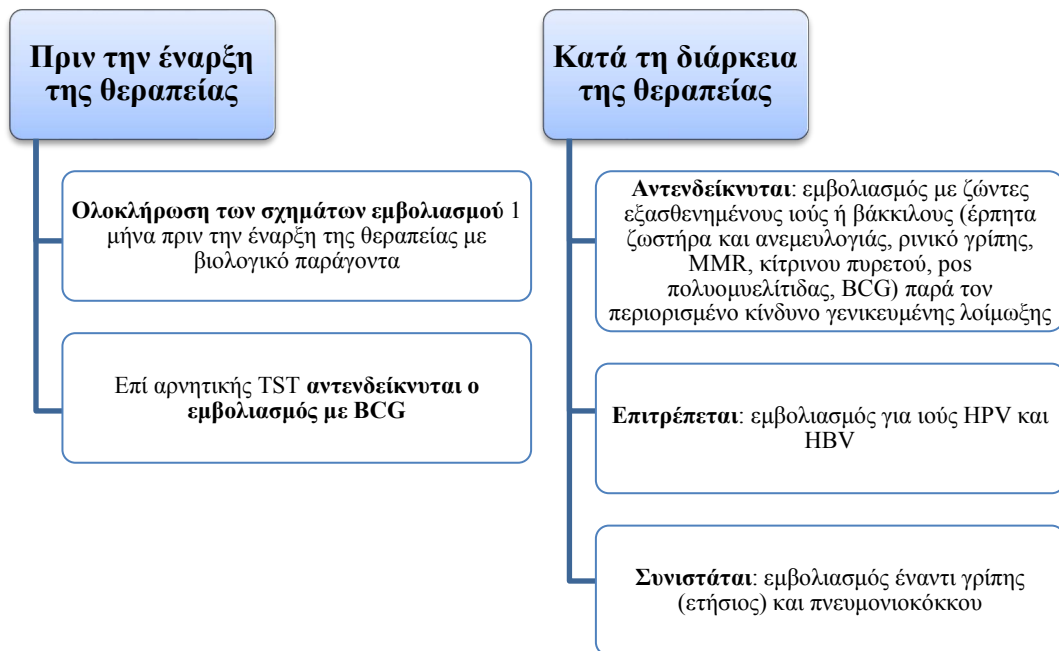 Πριν την έναρξη
της θεραπείας
Ολοκλήρωση των σχημάτων εμβολιασμού 1
μήνα πριν την έναρξη της θεραπείας με
βιολογικό παράγοντα
Επί αρνητικής TST αντενδείκνυται ο
εμβολιασμός με BCG
Κατά τη διάρκεια
της θεραπείας
Αντενδείκνυται: εμβολιασμός με ζώντες
εξασθενημένους ιούς ή βάκκιλους (έρπητα
ζωστήρα και ανεμευλογιάς, ρινικό γρίπης,
MMR, κίτρινου πυρετού, pos
πολυομυελίτιδας, BCG) παρά τον
περιορισμένο κίνδυνο γενικευμένης λοίμωξης
Επιτρέπεται: εμβολιασμός για ιούς HPV και
HBV
Συνιστάται: εμβολιασμός έναντι γρίπης
(ετήσιος) και πνευμονιοκόκκου